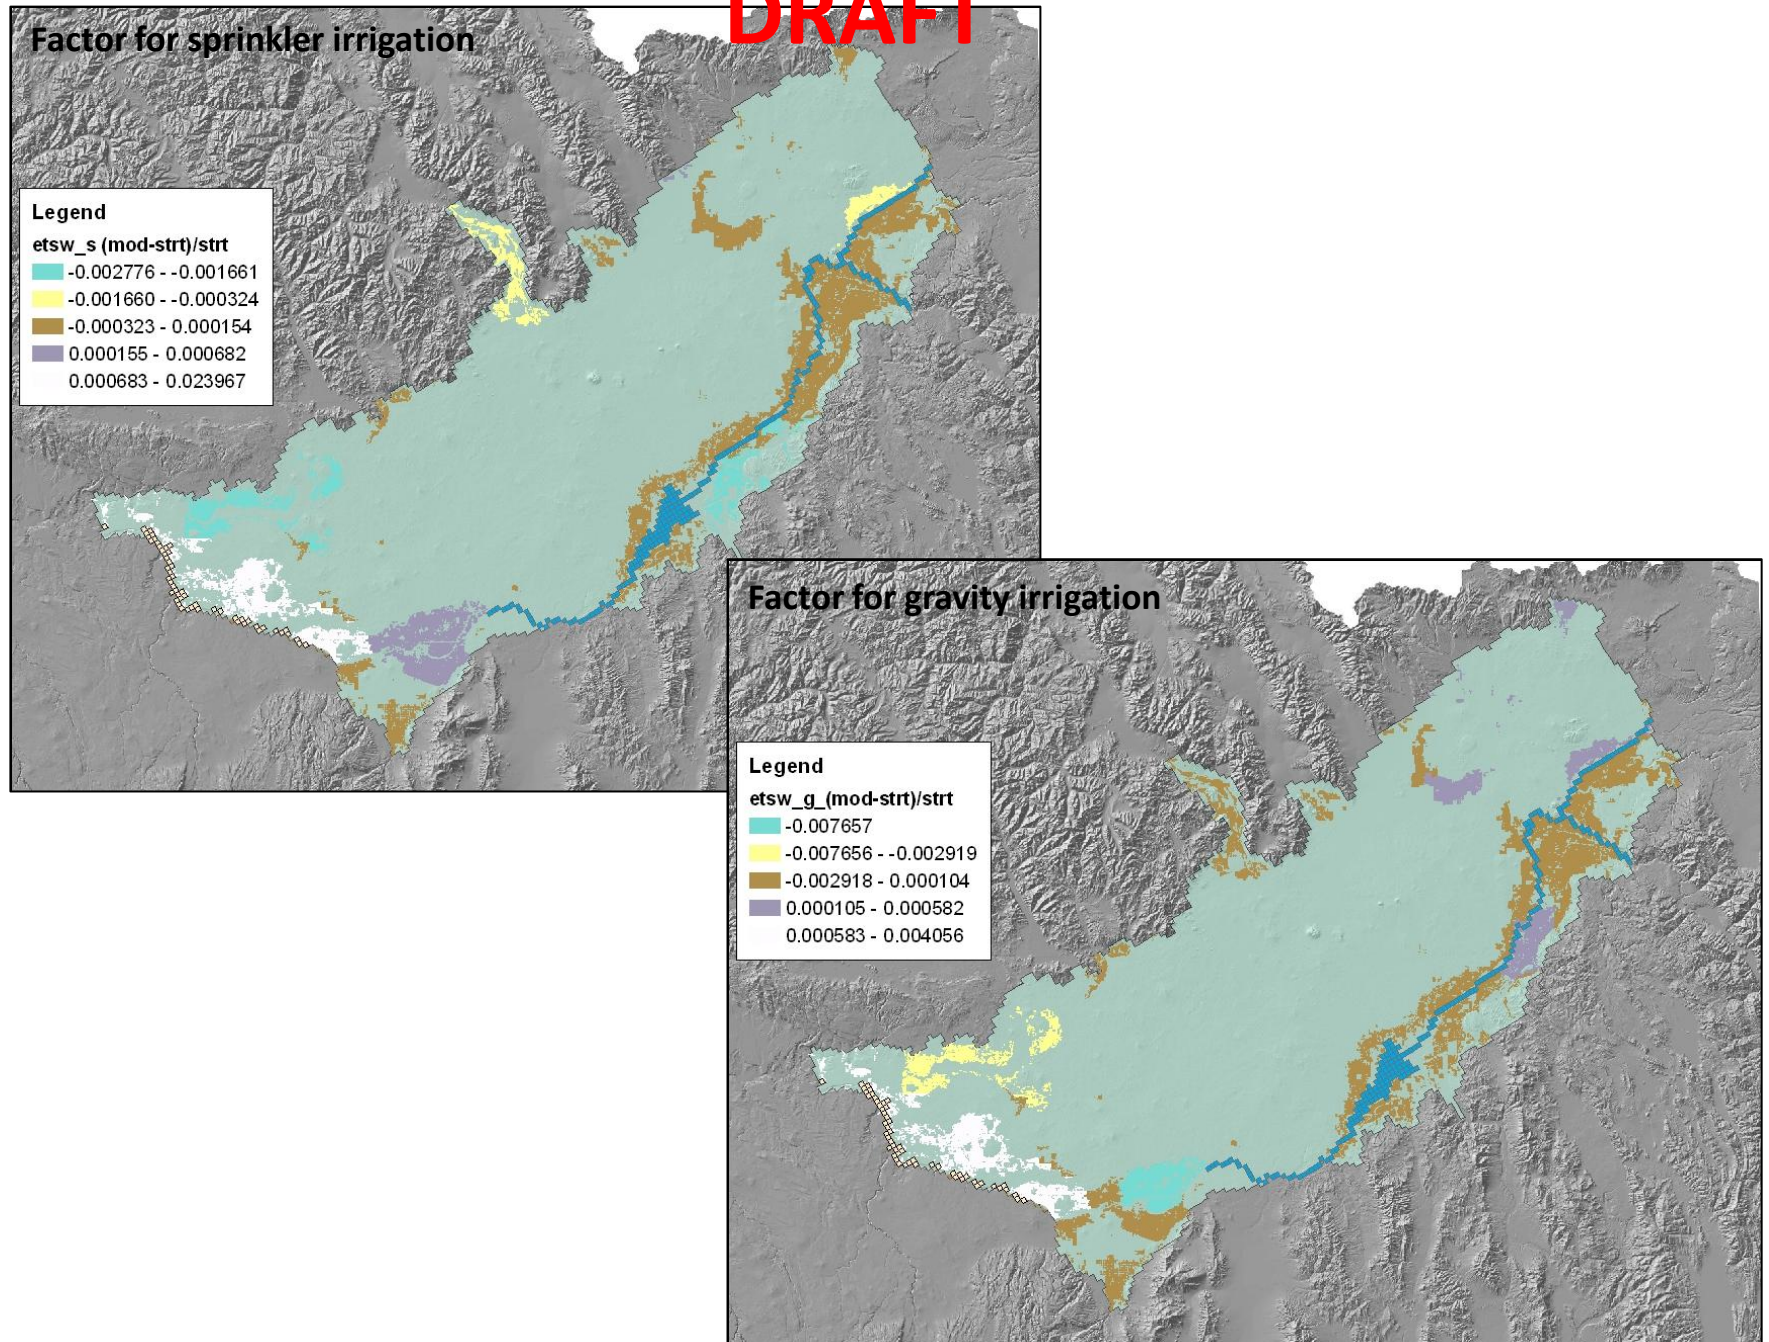 DRAFT
Factor for sprinkler irrigation
Legend
etsw_s (mod-strt)/strt
-0.002776 - -0.001661
-0.001660 - -0.000324
-0.000323 - 0.000154
0.000155 - 0.000682
0.000683 - 0.023967
Factor for gravity irrigation
Legend
etsw_g_(mod-strt)/strt
-0.007657
-0.007656 - -0.002919
-0.002918 - 0.000104
0.000105 - 0.000582
0.000583 - 0.004056